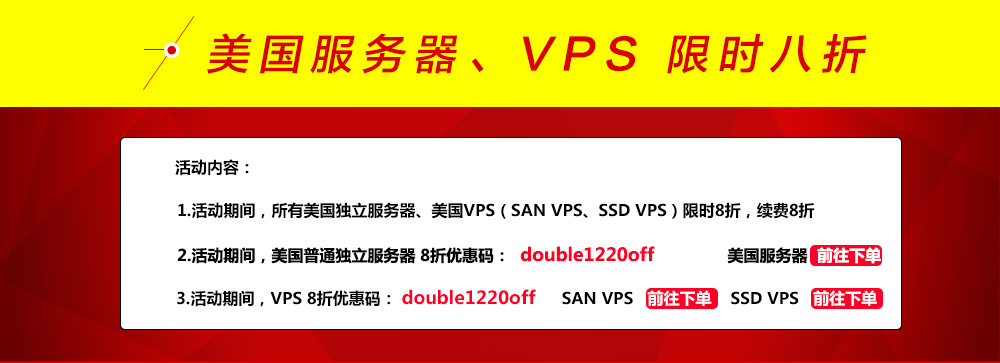 美国服务器、VPS 限时八折
活动内容：
1.活动期间，所有美国独立服务器、美国VPS（SAN VPS、SSD VPS）限时8折，续费8折
2.活动期间，美国普通独立服务器 8折优惠码： double1220off 美国服务器 前往下单
3.活动期间，VPS 8折优惠码： double1220off SAN VPS 前往下单 SSD VPS 前往下单